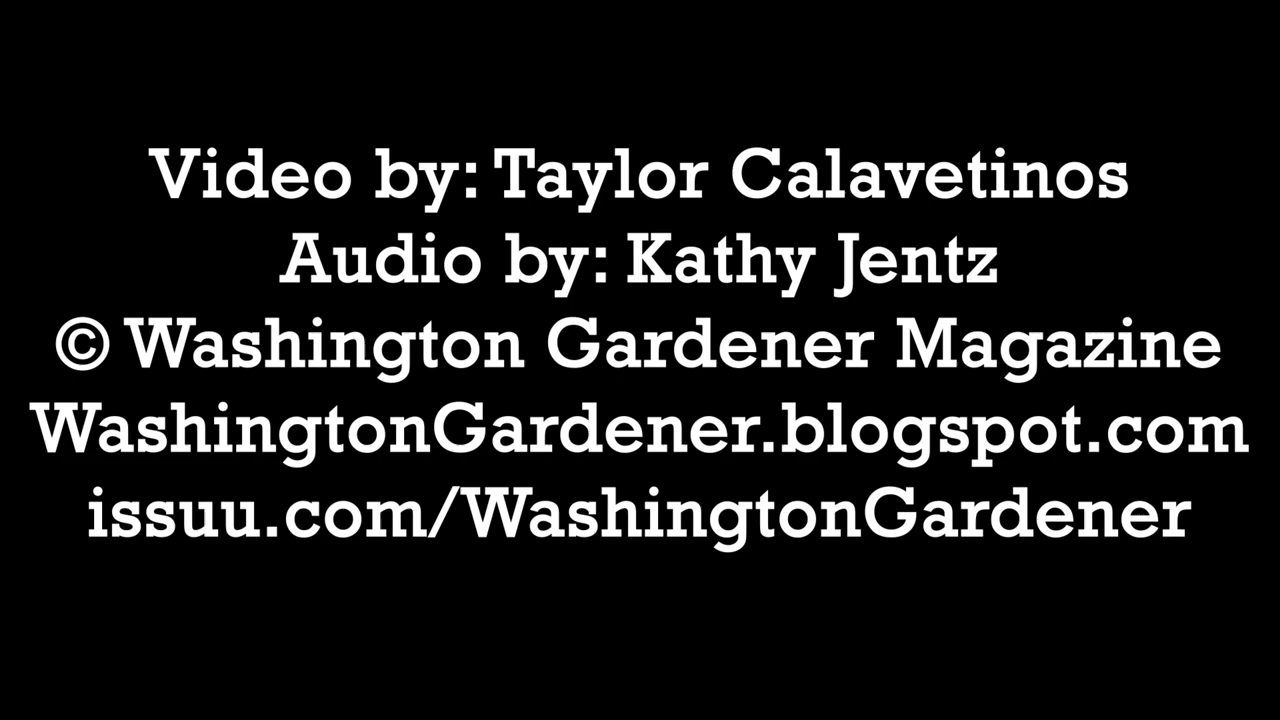 Video by: Taylor Calavetinos
Audio by: Kathy Jentz
© Washington Gardener Magazine
WashingtonGardener.blogspot.com
issuu.com/WashingtonGardener